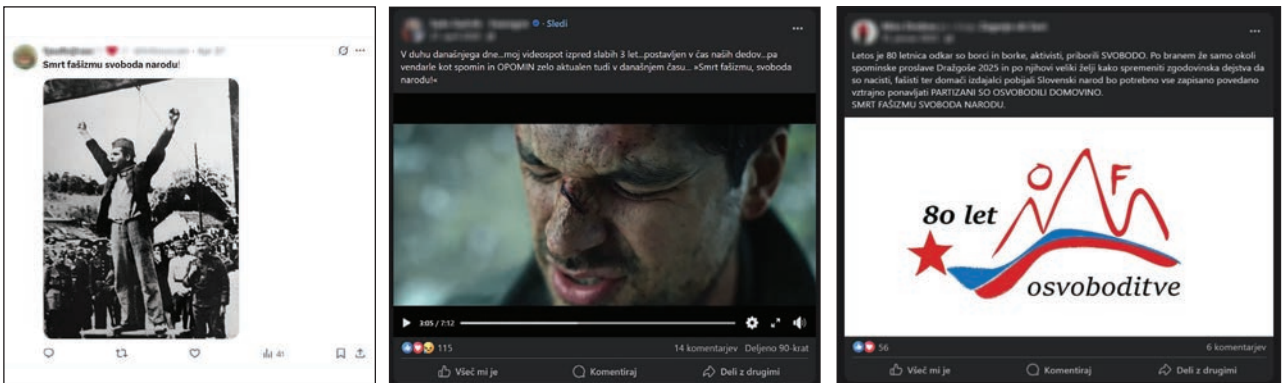 Smrt fašizmu svoboda narodu!
41
· Sledi
V duhu današnjega dne...moj videospot izpred slabih 3 let..postavljen v čas naših dedov...pa
vendarle kot spomin in OPOMIN zelo aktualen tudi v današnjem času... »Smrt fašizmu, svoboda
narodu!«
3:05 / 7:12
115
14 komentarjev Deljeno 90-krat
Všeč mi je
Komentiraj
Deli z drugimi
Letos je 80 letnica odkar so borci in borke, aktivisti, priborili SVOBODO. Po branem že samo okoli
spominske proslave Dražgoše 2025 in po njihovi veliki želji kako spremeniti zgodovinska dejstva da
so nacisti, fašisti ter domači izdajalci pobijali Slovenski narod bo potrebno vse zapisano povedano
vztrajno ponavljati PARTIZANI SO OSVOBODILI DOMOVINO.
SMRT FAŠIZMU SVOBODA NARODU.
OF
80 let
osvoboditve
56
6 komentarjev
Všeč mi je
Komentiraj
Deli z drugimi